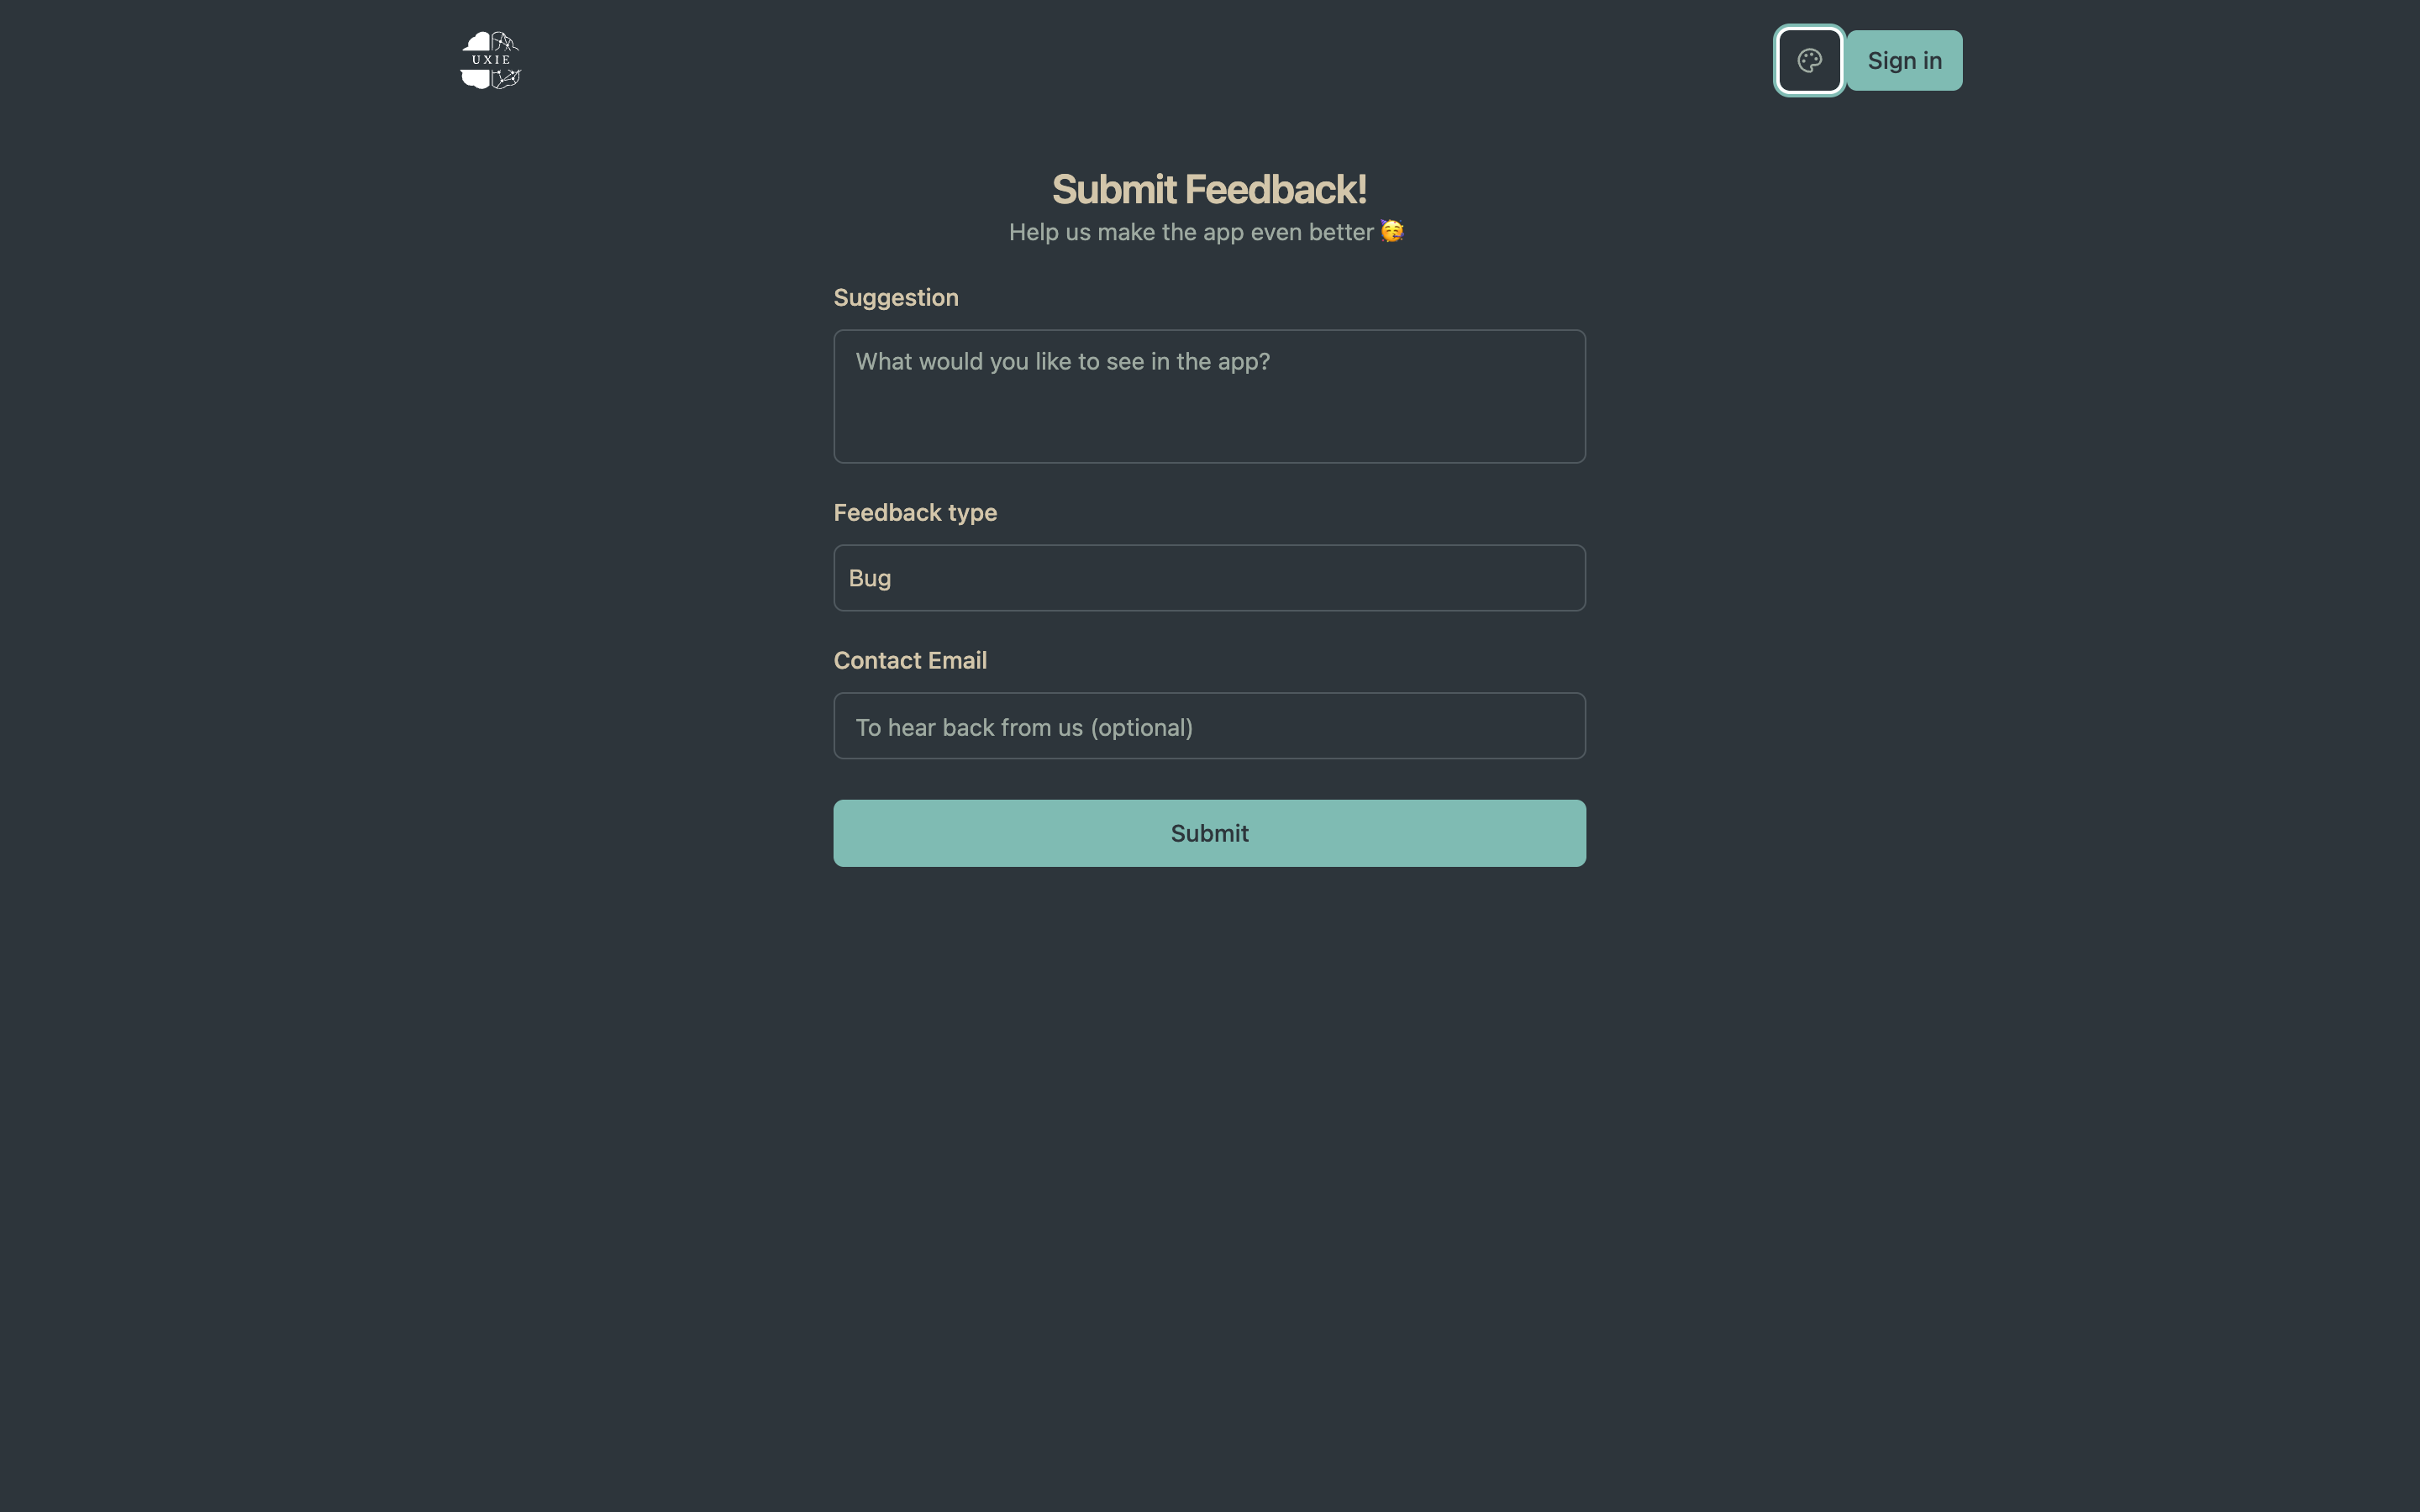 UXIE
Sign in
Submit Feedback!
Help us make the app even better 🥳
Suggestion
What would you like to see in the app?
Feedback type
Bug
Contact Email
To hear back from us (optional)
Submit